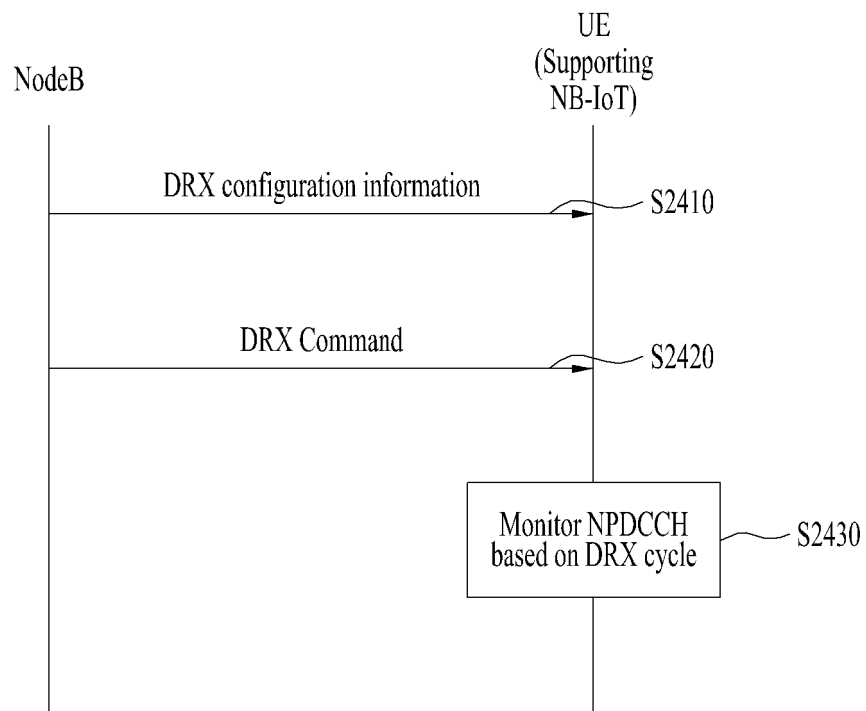 NodeB
UE
(Supporting
NB-IoT)
DRX configuration information
S2410
DRX Command
S2420
Monitor NPDCCH
based on DRX cycle
S2430